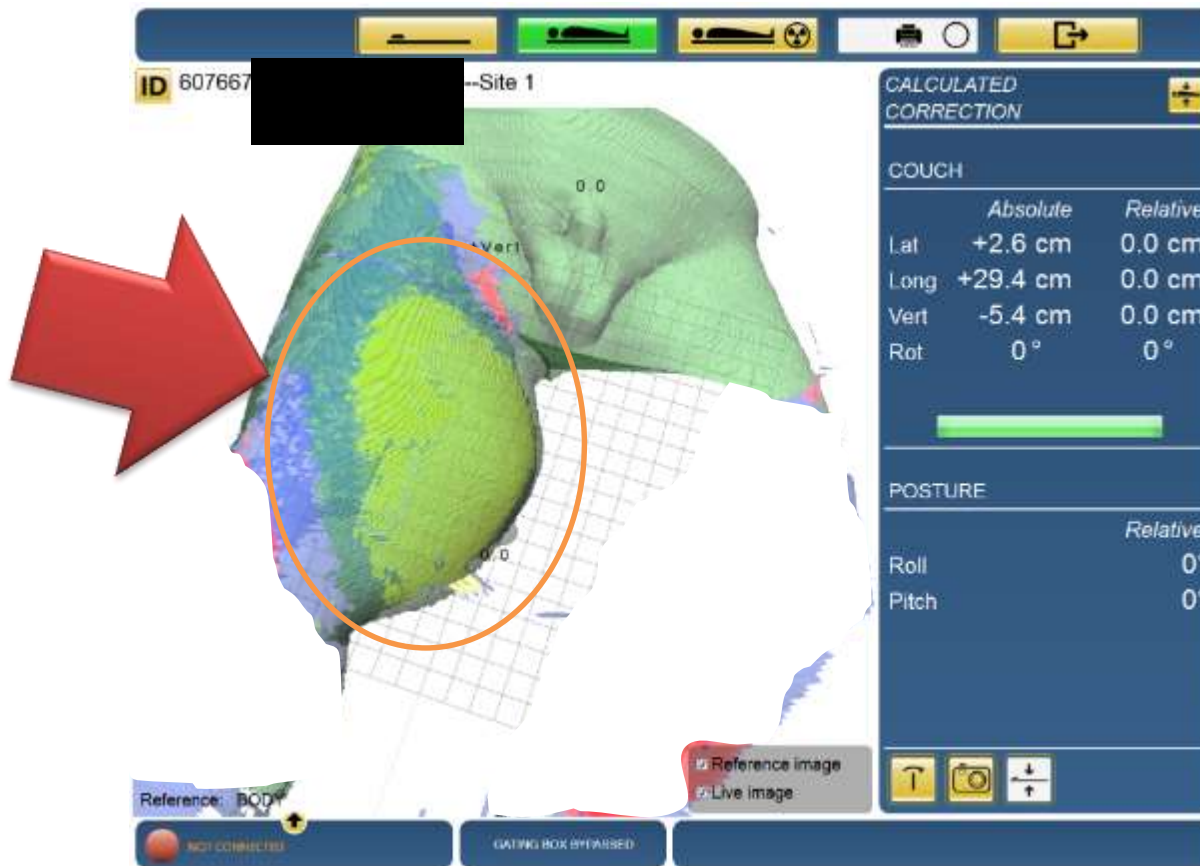 ID 607667 --Site 1
0.0
+Vert
0.0
Reference: BODY
Reference image
Live image
NOT CONNECTED
GATING BOX BYPASSED
CALCULATED
CORRECTION
COUCH
Absolute Relative
Lat +2.6 cm 0.0 cm
Long +29.4 cm 0.0 cm
Vert -5.4 cm 0.0 cm
Rot 0° 0°
POSTURE
Relative
Roll 0°
Pitch 0°